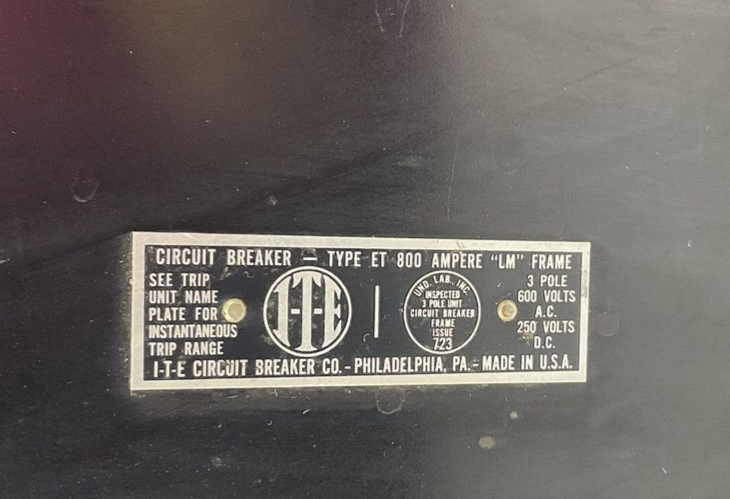 CIRCUIT BREAKER — TYPE ET 800 AMPERE "LM" FRAME
SEE TRIP
UNIT NAME
PLATE FOR
INSTANTANEOUS
TRIP RANGE
I-T-E
UND. LAB., INC.
INSPECTED
3 POLE UNIT
CIRCUIT BREAKER
FRAME
ISSUE
723
3 POLE
600 VOLTS
A.C.
250 VOLTS
D.C.
I-T-E CIRCUIT BREAKER CO. - PHILADELPHIA, PA. - MADE IN U.S.A.